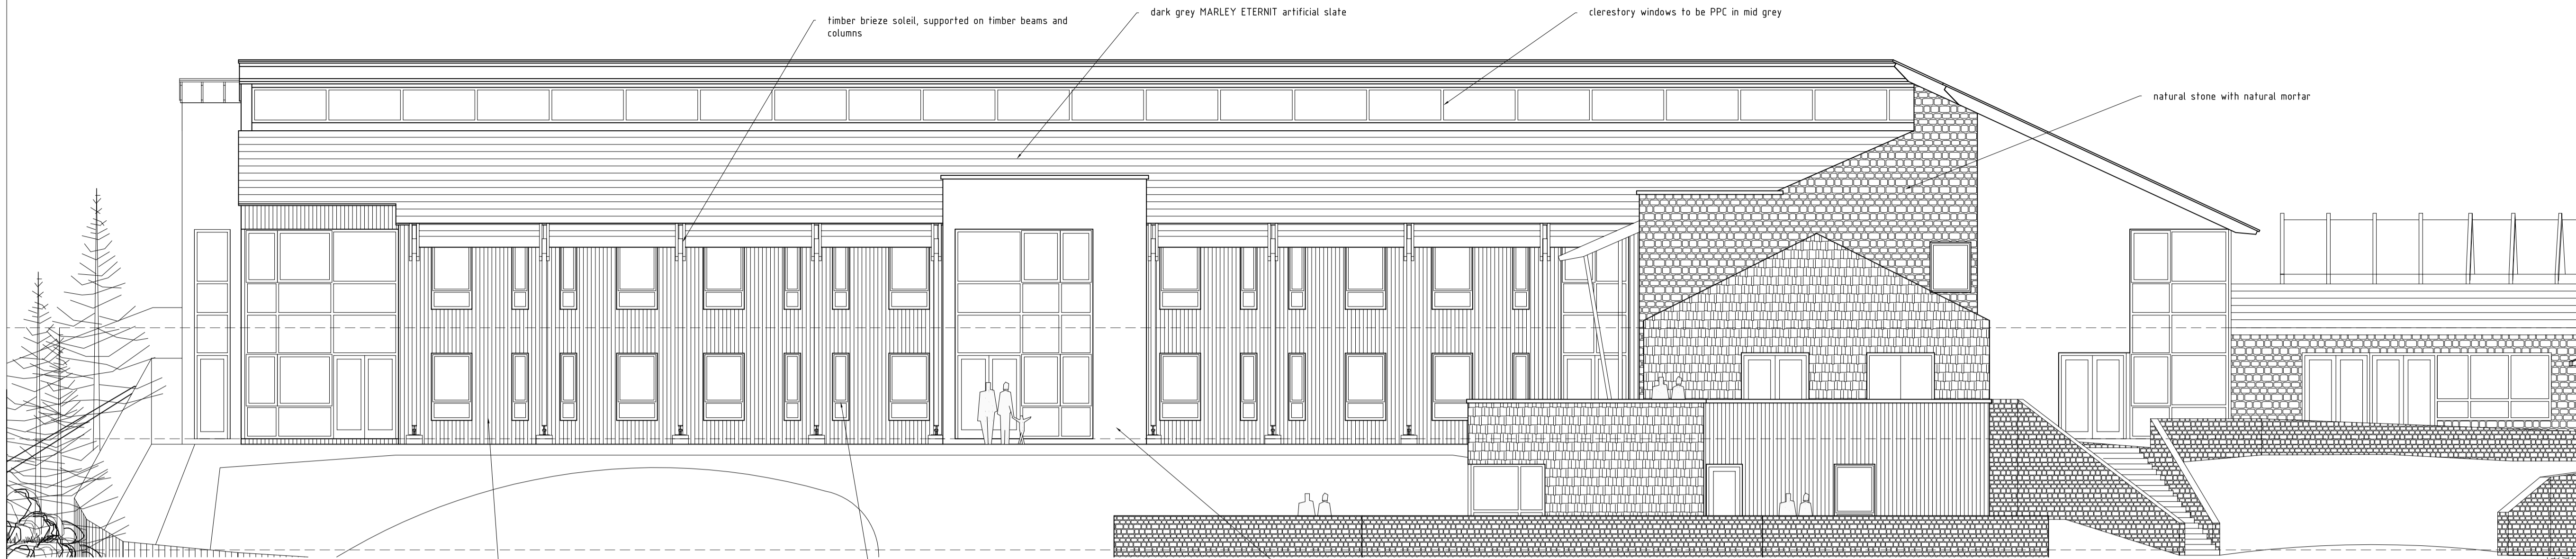 timber brieze soleil, supported on timber beams and
columns
dark grey MARLEY ETERNIT artificial slate
clerestory windows to be PPC in mid grey
natural stone with natural mortar